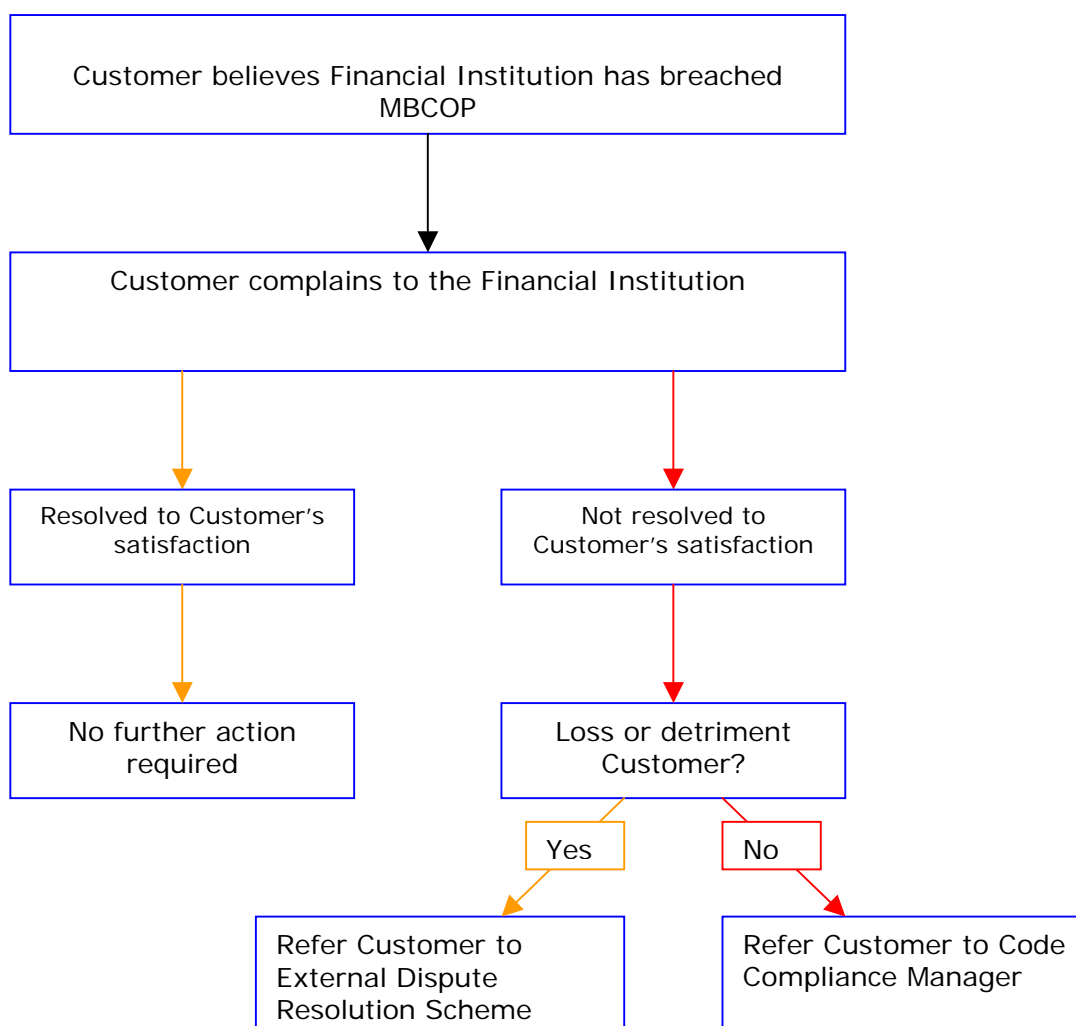 Customer believes Financial Institution has breached
MBCOP
Customer complains to the Financial Institution
Resolved to Customer's
satisfaction
Not resolved to
Customer's satisfaction
No further action
required
Loss or detriment
Customer?
Yes
No
Refer Customer to
External Dispute
Resolution Scheme
Refer Customer to Code
Compliance Manager